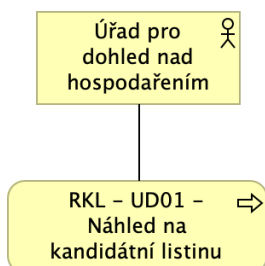 Úřad pro
dohled nad
hospodařením
RKL – UD01 –
Náhled na
kandidátní listinu